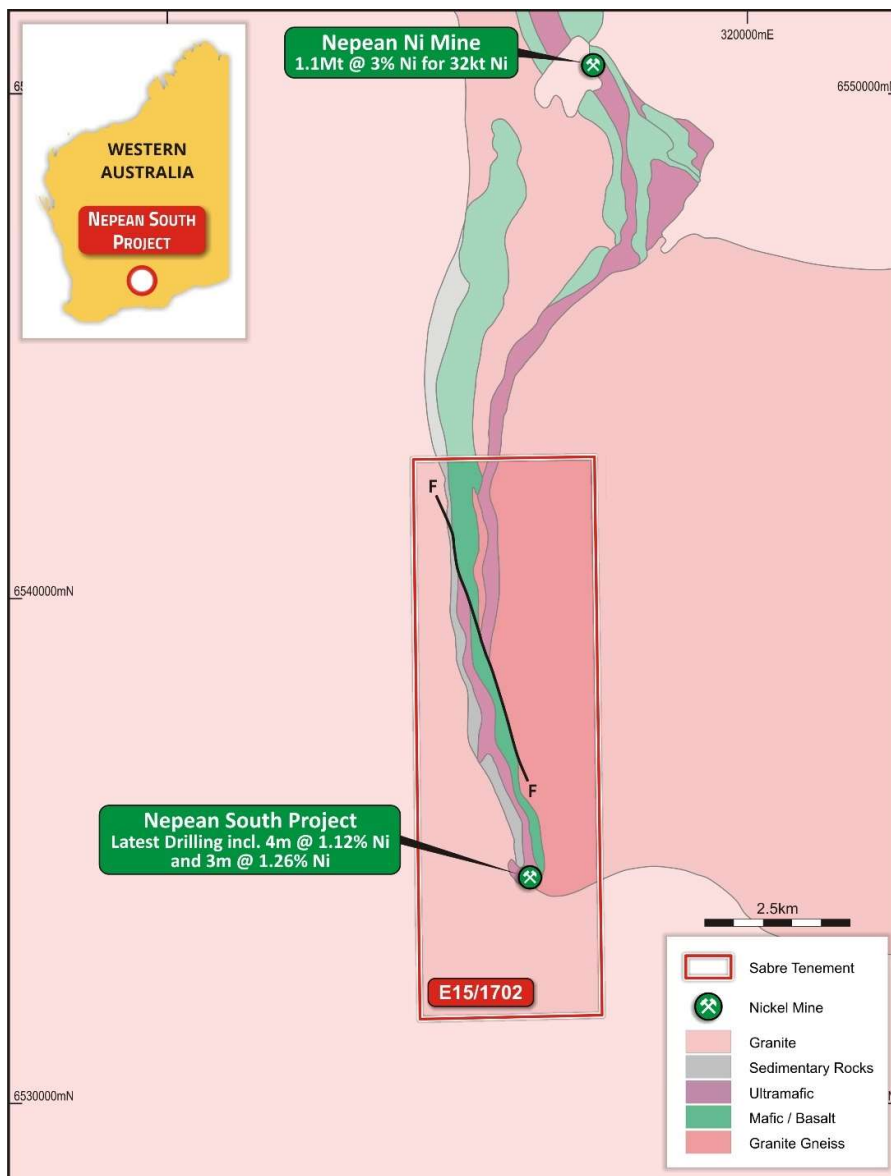 Nepean Ni Mine
1.1Mt @ 3% Ni for 32kt Ni
320000mE
6550000mN
WESTERN
AUSTRALIA
NEPEAN SOUTH
PROJECT
F
6540000mN
F
Nepean South Project
Latest Drilling incl. 4m @ 1.12% Ni
and 3m @ 1.26% Ni
2.5km
E15/1702
Sabre Tenement
Nickel Mine
Granite
Sedimentary Rocks
Ultramafic
Mafic / Basalt
Granite Gneiss
6530000mN